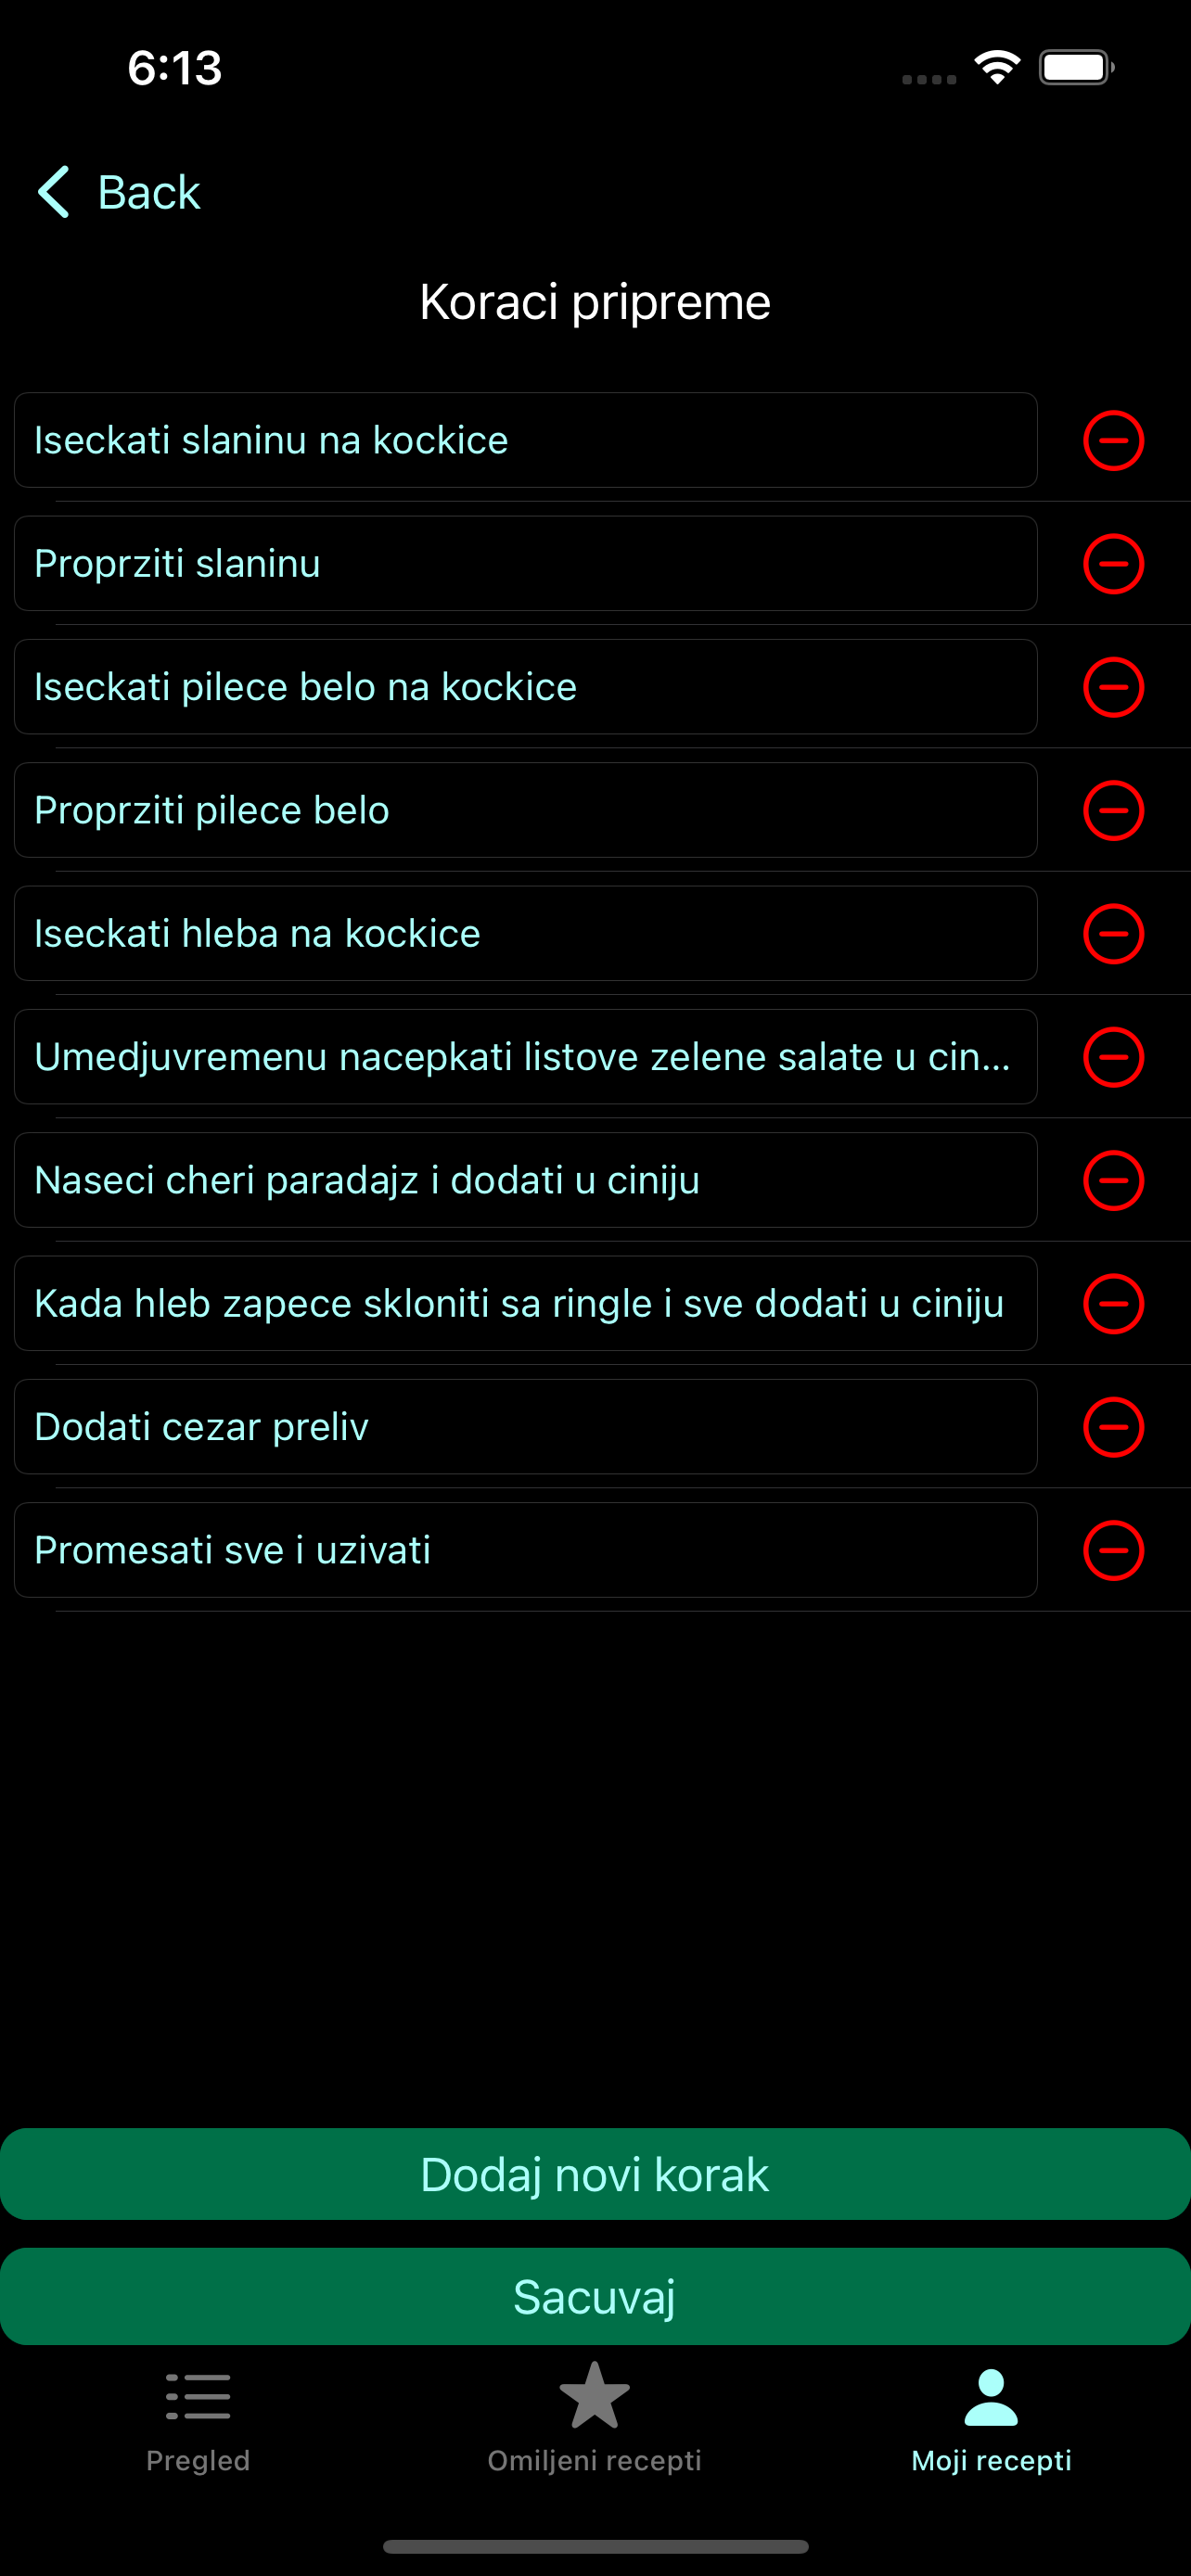 6:13
Back
Koraci pripreme
Iseckati slaninu na kockice
Proprziti slaninu
Iseckati pilece belo na kockice
Proprziti pilece belo
Iseckati hleba na kockice
Umedjuvremenu nacepkati listove zelene salate u cin...
Naseci cheri paradajz i dodati u ciniju
Kada hleb zapece skloniti sa ringle i sve dodati u ciniju
Dodati cezar preliv
Promesati sve i uzivati
Dodaj novi korak
Sacuvaj
Pregled
Omiljeni recepti
Moji recepti